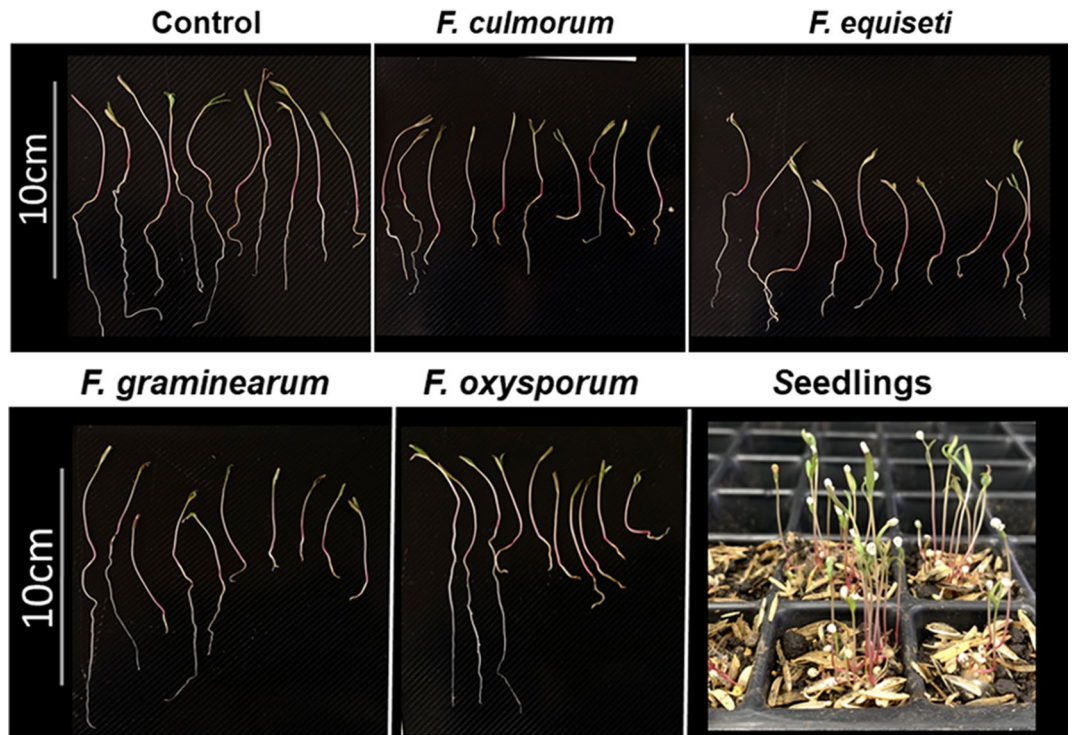 Control
F. culmorum
F. equiseti
10cm
F. graminearum
F. oxysporum
Seedlings
10cm